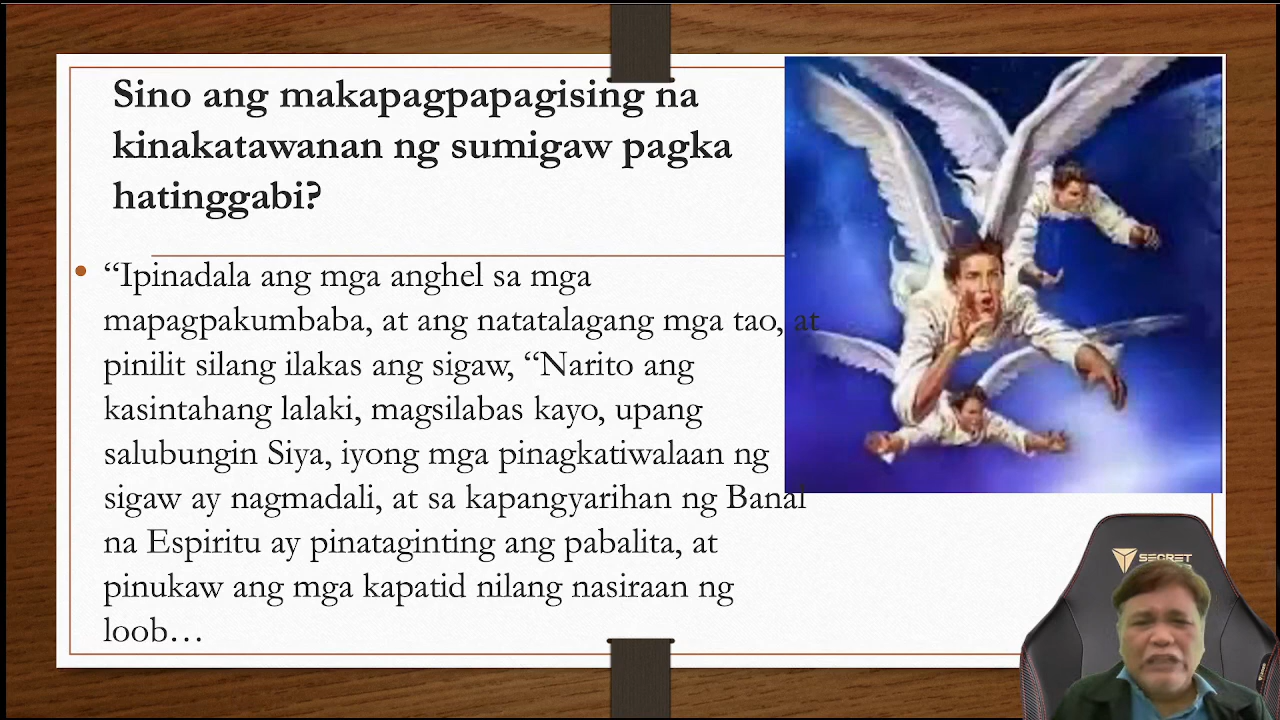 Sino ang makapagpapagising na
kinakatawanan ng sumigaw pagka
hatinggabi?
“Ipinadala ang mga anghel sa mga
mapagpakumbaba, at ang natatalagang mga tao, at
pinilit silang ilakas ang sigaw, “Narito ang
kasintahang lalaki, magsilabas kayo, upang
salubungin Siya, iyong mga pinagkatiwalaan ng
sigaw ay nagmadali, at sa kapangyarihan ng Banal
na Espiritu ay pinataginting ang pabalita, at
pinukaw ang mga kapatid nilang nasiraan ng
loob…
SECRET